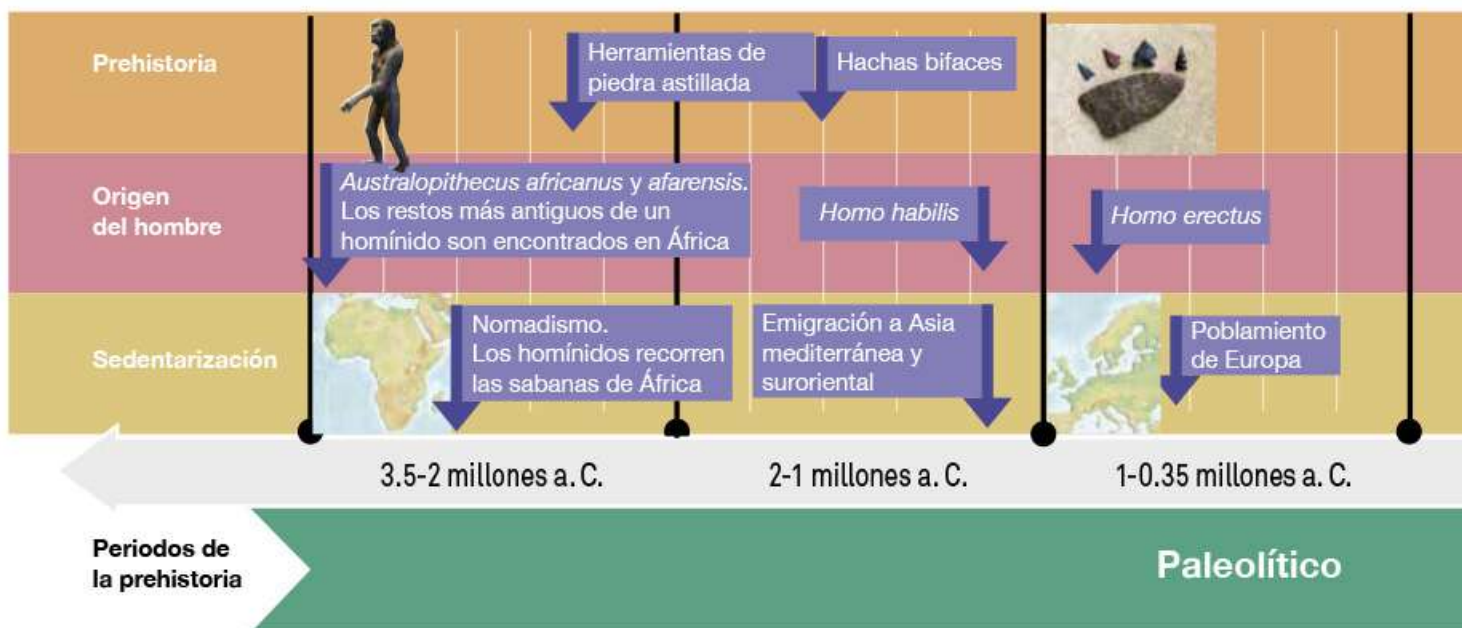 Prehistoria
Herramientas de
piedra astillada
Hachas bifaces
Origen
del hombre
Australopithecus africanus y afarensis.
Los restos más antiguos de un
homínido son encontrados en África
Homo habilis
Homo erectus
Sedentarización
Nomadismo.
Los homínidos recorren
las sabanas de África
Emigración a Asia
mediterránea y
suroriental
Poblamiento
de Europa
3.5-2 millones a. C.
2-1 millones a. C.
1-0.35 millones a. C.
Periodos de
la prehistoria
Paleolítico